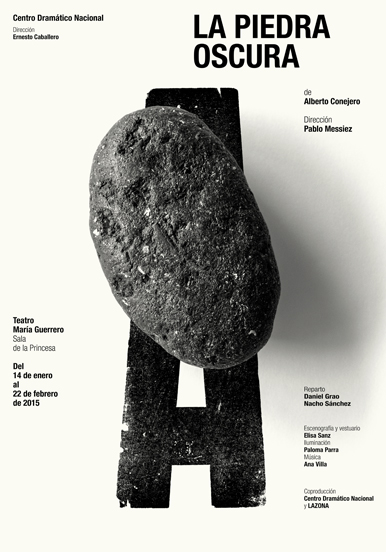 Centro Dramático Nacional
Dirección
Ernesto Caballero
LA PIEDRA
OSCURA
de
Alberto Conejero
Dirección
Pablo Messiez
A
Teatro
María Guerrero
Sala
de la Princesa
Del
14 de enero
al
22 de febrero
de 2015
Reparto
Daniel Grao
Nacho Sánchez
Escenografía y vestuario
Elisa Sanz
Iluminación
Paloma Parra
Música
Ana Villa
Coproducción
Centro Dramático Nacional
y LAZONA